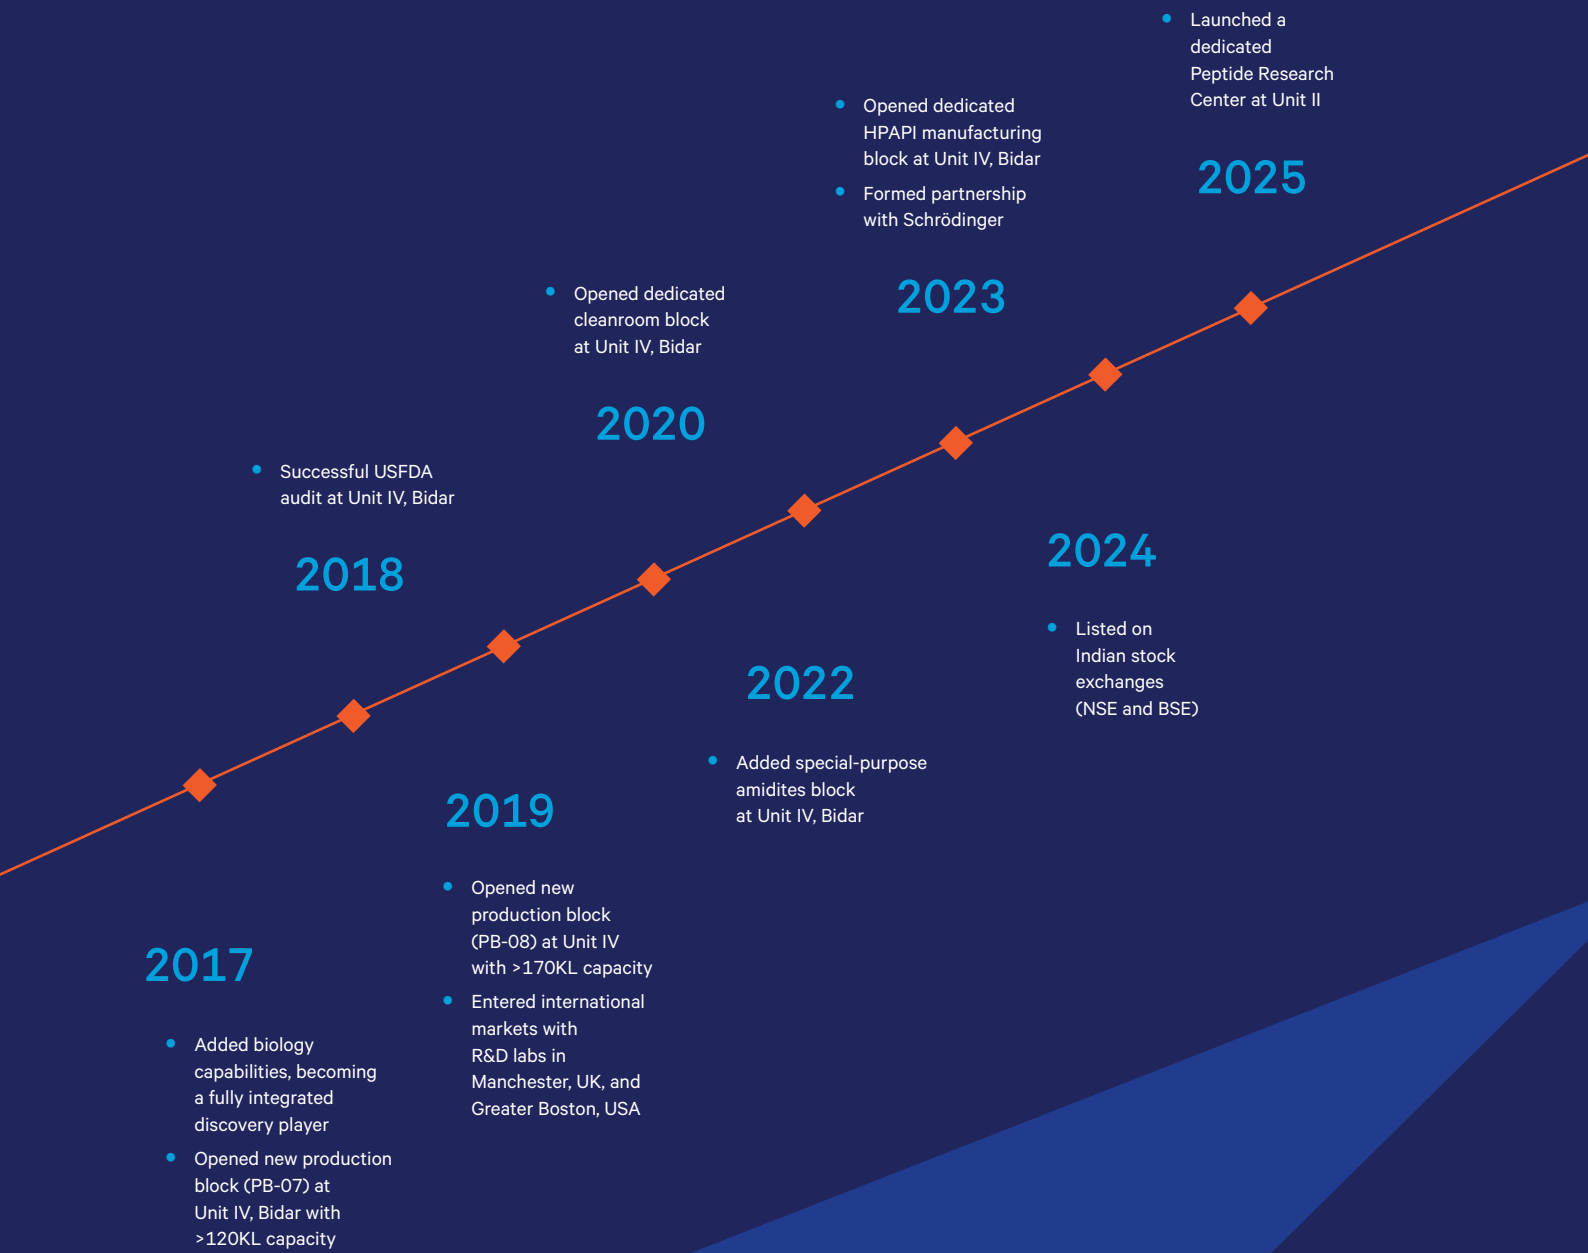 Launched a
dedicated
Peptide Research
Center at Unit II
2025
Opened dedicated
HPAPI manufacturing
block at Unit IV, Bidar
Formed partnership
with Schrödinger
2023
Opened dedicated
cleanroom block
at Unit IV, Bidar
2020
Successful USFDA
audit at Unit IV, Bidar
2018
2024
Listed on
Indian stock
exchanges
(NSE and BSE)
2022
Added special-purpose
amidites block
at Unit IV, Bidar
2019
Opened new
production block
(PB-08) at Unit IV
with >170KL capacity
Entered international
markets with
R&D labs in
Manchester, UK, and
Greater Boston, USA
2017
Added biology
capabilities, becoming
a fully integrated
discovery player
Opened new production
block (PB-07) at
Unit IV, Bidar with
>120KL capacity